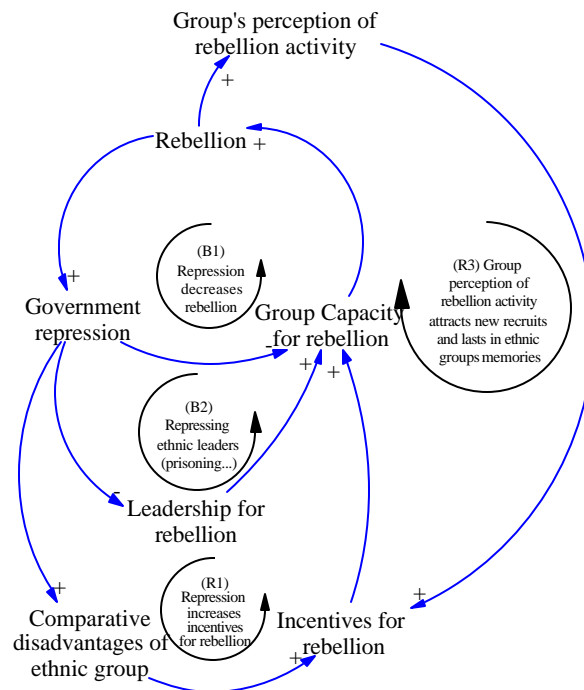 Group's perception of
rebellion activity
+
Rebellion
+
(B1)
Repression
decreases
rebellion
(R3) Group
perception of
rebellion activity
attracts new recruits
and lasts in ethnic
groups memories
+
Government
repression
Group Capacity
for rebellion
-
+
+
(B2)
Repressing
ethnic leaders
(prisoning...)
-
Leadership for
rebellion
(R1)
Repression
increases
incentives
for rebellion
+
Comparative
disadvantages of
ethnic group
+
Incentives for
rebellion
+